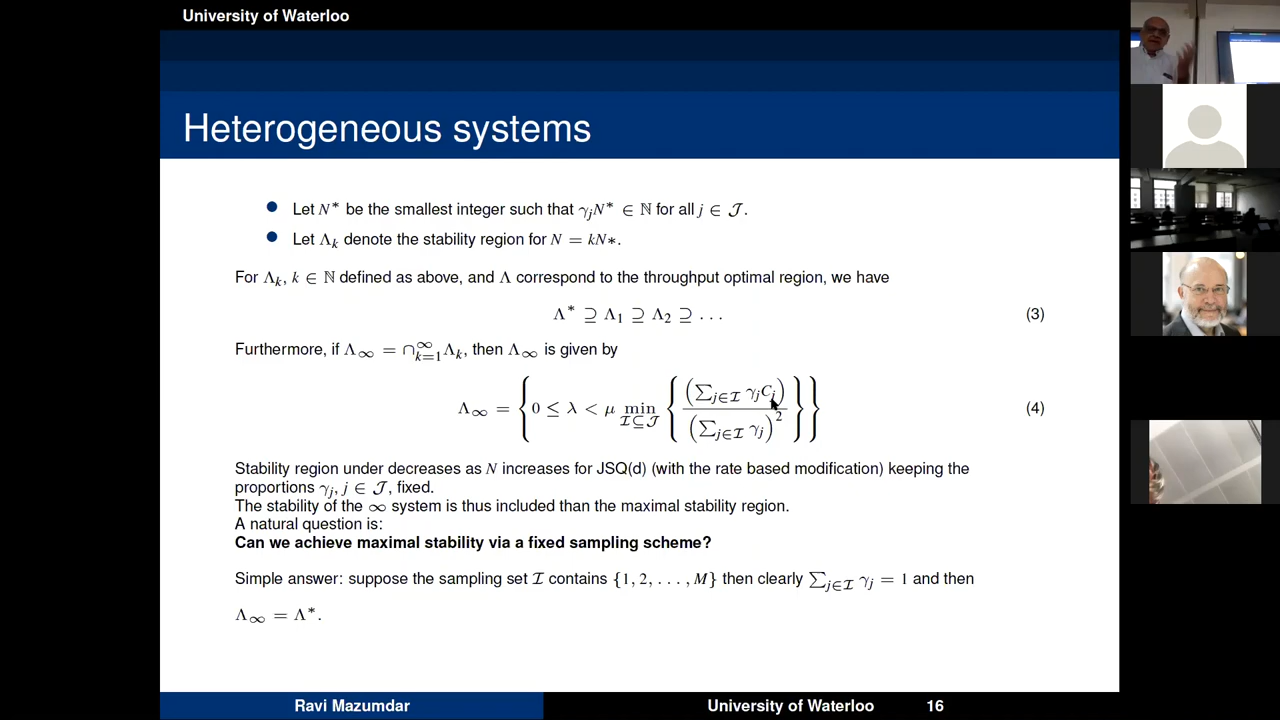 University of Waterloo
Heterogeneous systems
Let N* be the smallest integer such that γ_j N* ∈ ℕ for all j ∈ 𝒥.
Let Λ_k denote the stability region for N = kN*.
For Λ_k, k ∈ ℕ defined as above, and Λ correspond to the throughput optimal region, we have
Λ* ⊇ Λ_1 ⊇ Λ_2 ⊇ . . . (3)
Furthermore, if Λ_∞ = ∩_{k=1}^∞ Λ_k, then Λ_∞ is given by
Λ_∞ = { 0 ≤ λ < μ min_{ℐ⊆𝒥} { (∑_{j∈ℐ} γ_j C_j) / (∑_{j∈ℐ} γ_j)^2 } } (4)
Stability region under decreases as N increases for JSQ(d) (with the rate based modification) keeping the
proportions γ_j, j ∈ 𝒥, fixed.
The stability of the ∞ system is thus included than the maximal stability region.
A natural question is:
Can we achieve maximal stability via a fixed sampling scheme?
Simple answer: suppose the sampling set ℐ contains {1, 2, . . . , M} then clearly ∑_{j∈ℐ} γ_j = 1 and then
Λ_∞ = Λ*.
Ravi Mazumdar University of Waterloo 16